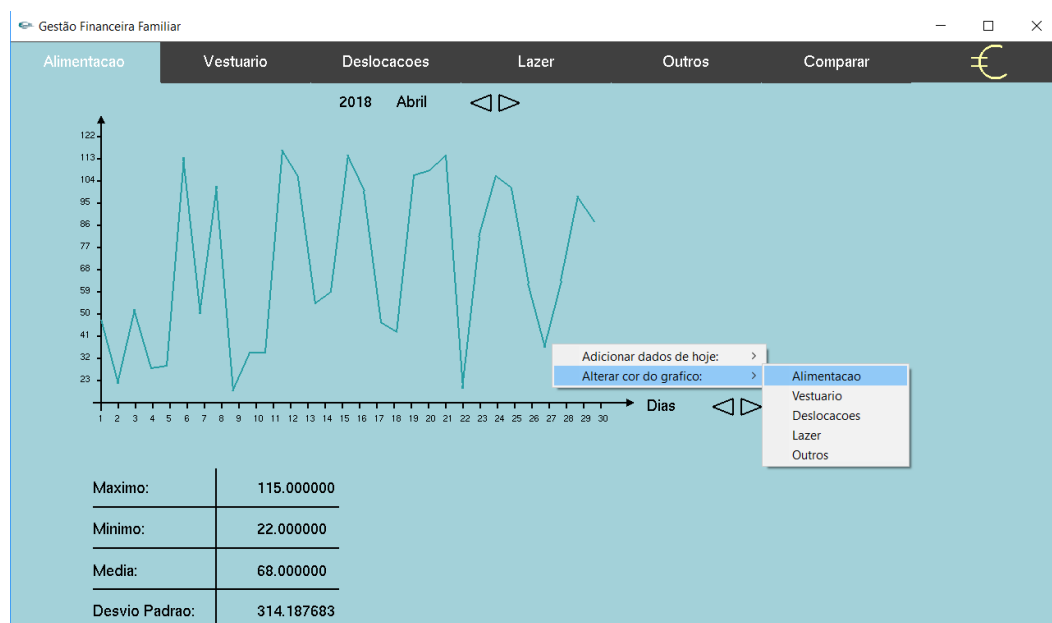 Gestão Financeira Familiar
Alimentacao Vestuario Deslocacoes Lazer Outros Comparar €
2018 Abril
122
113
104
95
86
77
68
59
50
41
32
23
1 2 3 4 5 6 7 8 9 10 11 12 13 14 15 16 17 18 19 20 21 22 23 24 25 26 27 28 29 30
Dias
Adicionar dados de hoje:
Alterar cor do grafico:
Alimentacao
Vestuario
Deslocacoes
Lazer
Outros
Maximo: 115.000000
Minimo: 22.000000
Media: 68.000000
Desvio Padrao: 314.187683